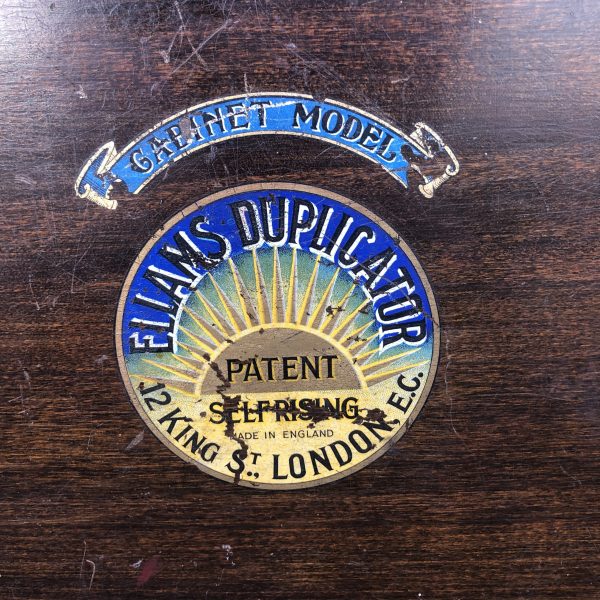 CABINET MODEL
ELLAMS DUPLICATOR
PATENT
SELF RISING
MADE IN ENGLAND
12 KING ST., LONDON, E.C.